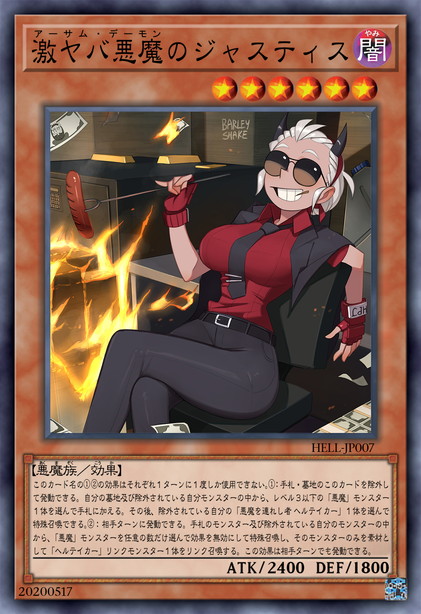 アーサム・デーモン
激ヤバ悪魔のジャスティス
やみ
闇
BARLEY
SNAKE
HELL-JP007
【悪魔族/効果】
このカード名の①②の効果はそれぞれ1ターンに1度しか使用できない。①:手札・墓地のこのカードを除外し
て発動できる。自分の墓地及び除外されている自分モンスターの中から、レベル3以下の「悪魔」モンスター
1体を選んで手札に加える。その後、除外されている自分の「悪魔を連れし者 ヘルテイカー」1体を選んで
特殊召喚できる。②:相手ターンに発動できる。手札のモンスター及び除外されている自分のモンスターの中
から、「悪魔」モンスターを任意の数だけ選んで効果を無効にして特殊召喚し、そのモンスターのみを素材と
して「ヘルテイカー」リンクモンスター1体をリンク召喚する。この効果は相手ターンでも発動できる。
ATK/2400 DEF/1800
20200517